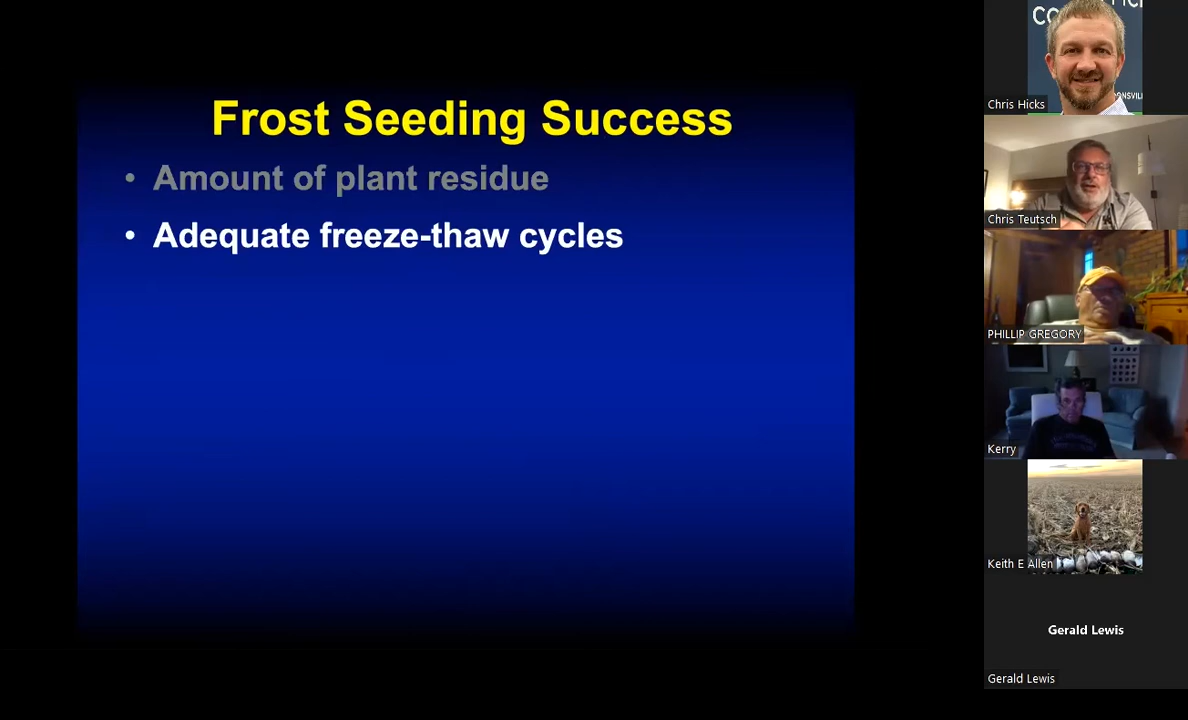 Frost Seeding Success
• Amount of plant residue
• Adequate freeze-thaw cycles
Chris Hicks
Chris Teutsch
PHILLIP GREGORY
Kerry
Keith E Allen
Gerald Lewis
Gerald Lewis